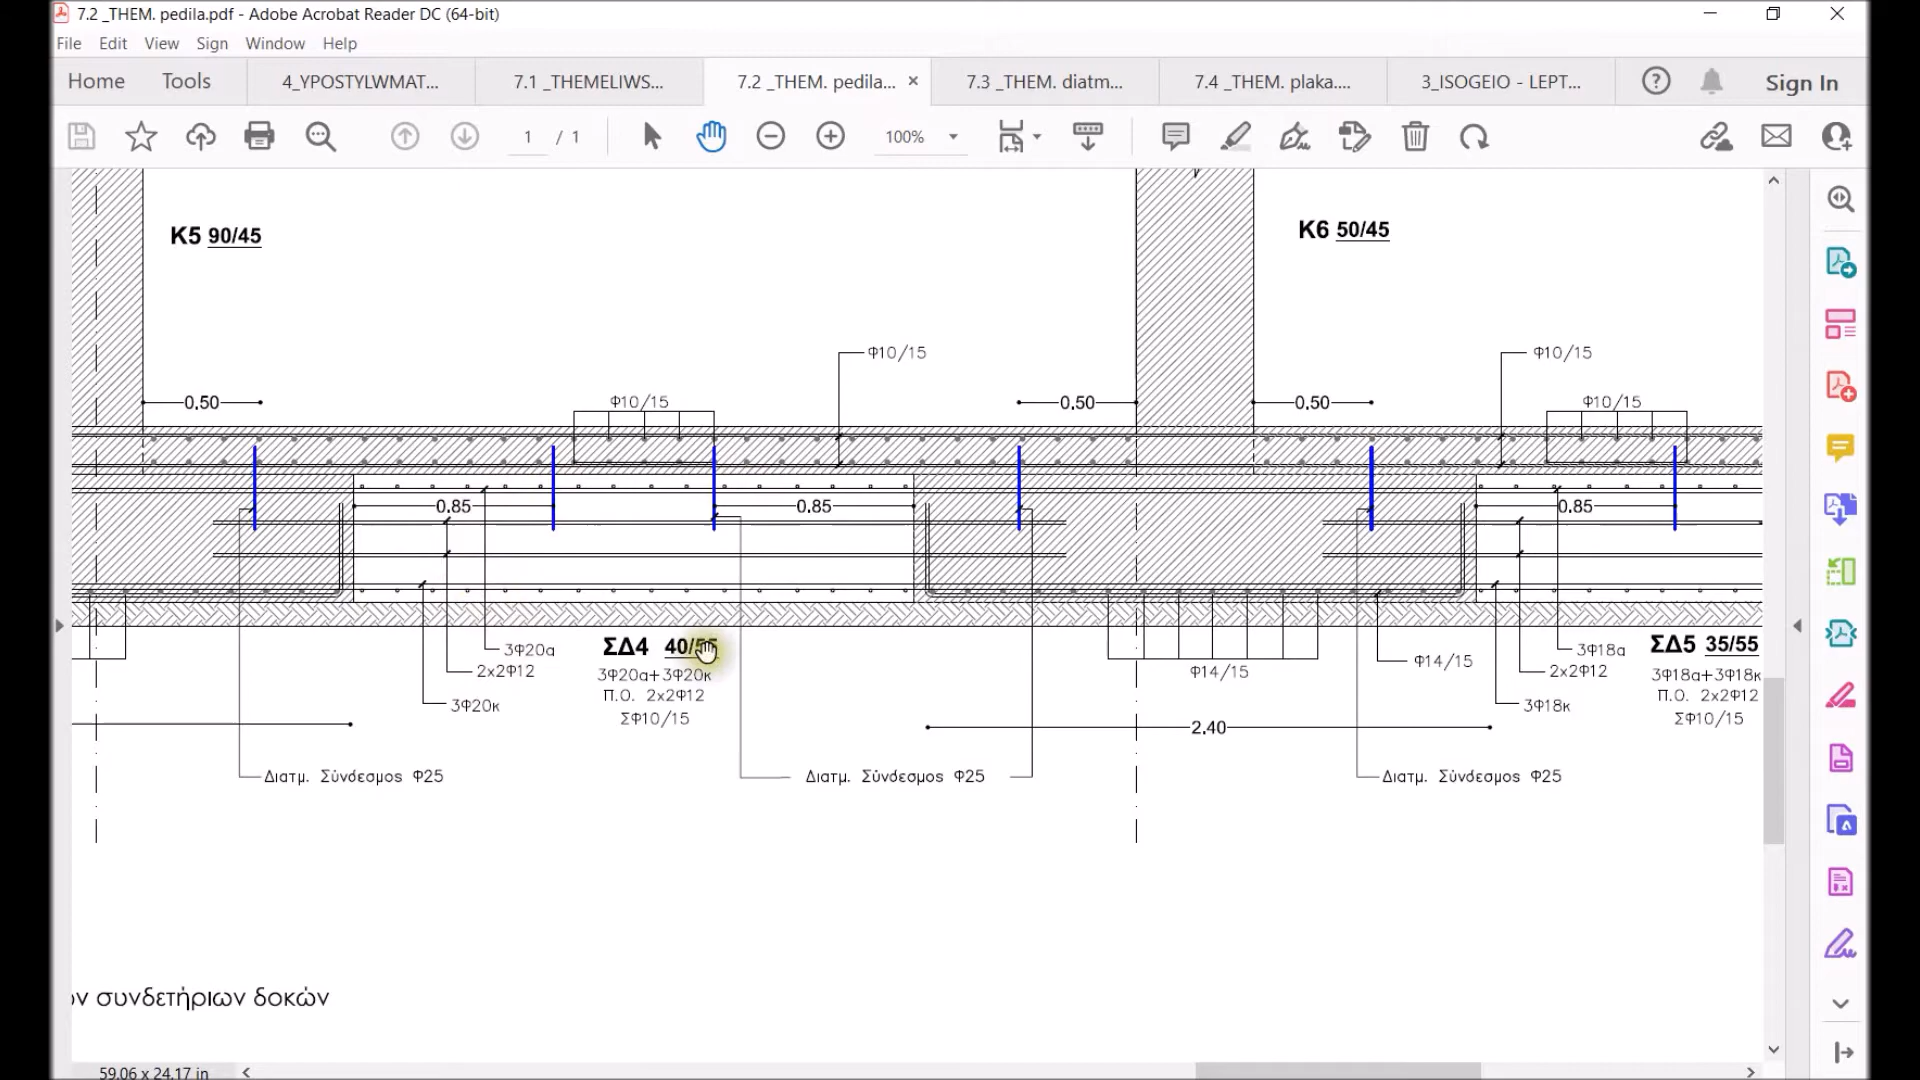 7.2 _THEM. pedila.pdf - Adobe Acrobat Reader DC (64-bit)
File Edit View Sign Window Help
Home Tools 4_YPOSTYLWMAT... 7.1 _THEMELIWS... 7.2 _THEM. pedila... × 7.3 _THEM. diatm... 7.4 _THEM. plaka.... 3_ISOGEIO - LEPT... Sign In
1 / 1 100%
K5 90/45
K6 50/45
Φ10/15 Φ10/15
0.50 Φ10/15 0.50 0.50 Φ10/15
0.85 0.85 0.85
3Φ20α ΣΔ4 40/55 3Φ18α ΣΔ5 35/55
2x2Φ12 3Φ20α+3Φ20κ Φ14/15 Φ14/15 2x2Φ12 3Φ18α+3Φ18κ
3Φ20κ Π.Ο. 2x2Φ12 3Φ18κ Π.Ο. 2x2Φ12
ΣΦ10/15 2.40 ΣΦ10/15
Διατμ. Σύνδεσμος Φ25 Διατμ. Σύνδεσμος Φ25 Διατμ. Σύνδεσμος Φ25
ων συνδετήριων δοκών
59.06 x 24.17 in